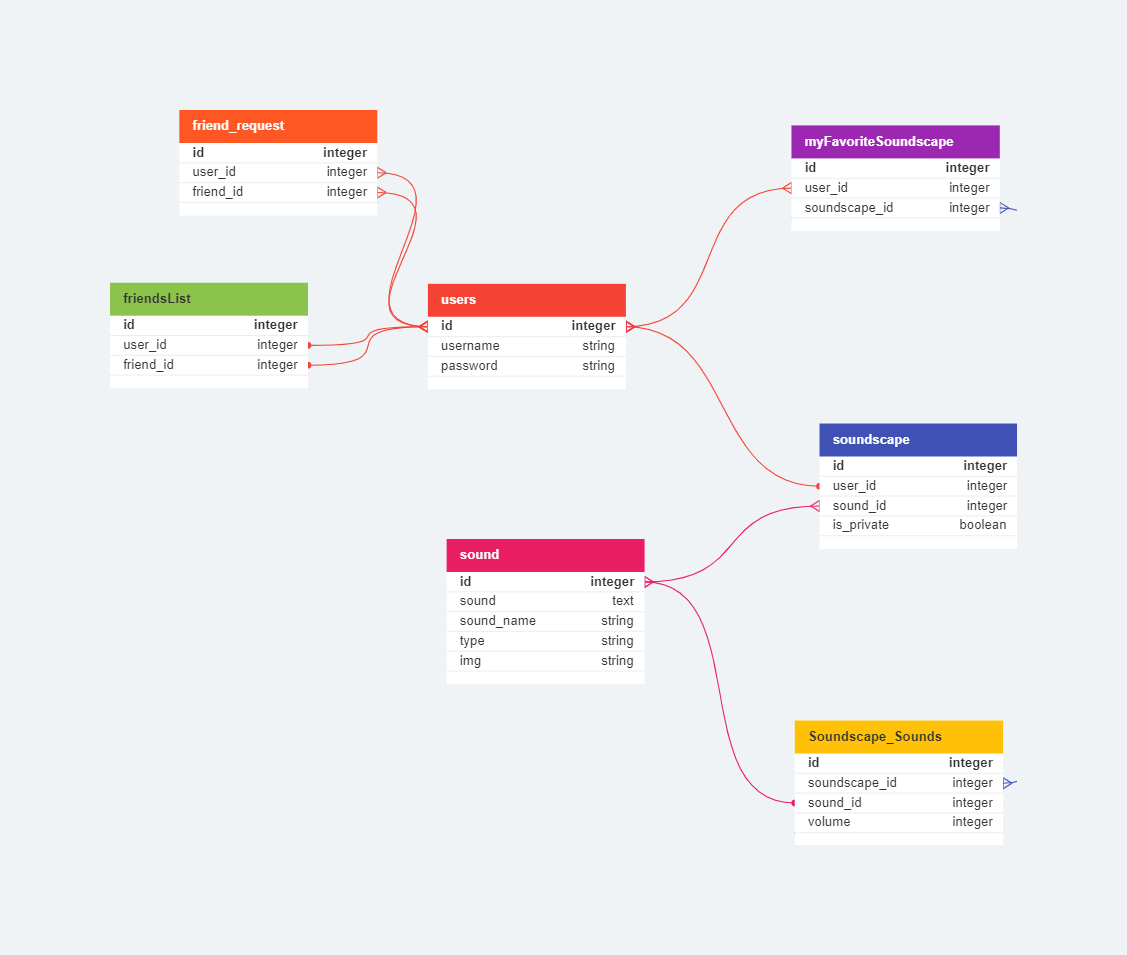 friend_request
id integer
user_id integer
friend_id integer
myFavoriteSoundscape
id integer
user_id integer
soundscape_id integer
friendsList
id integer
user_id integer
friend_id integer
users
id integer
username string
password string
soundscape
id integer
user_id integer
sound_id integer
is_private boolean
sound
id integer
sound text
sound_name string
type string
img string
Soundscape_Sounds
id integer
soundscape_id integer
sound_id integer
volume integer